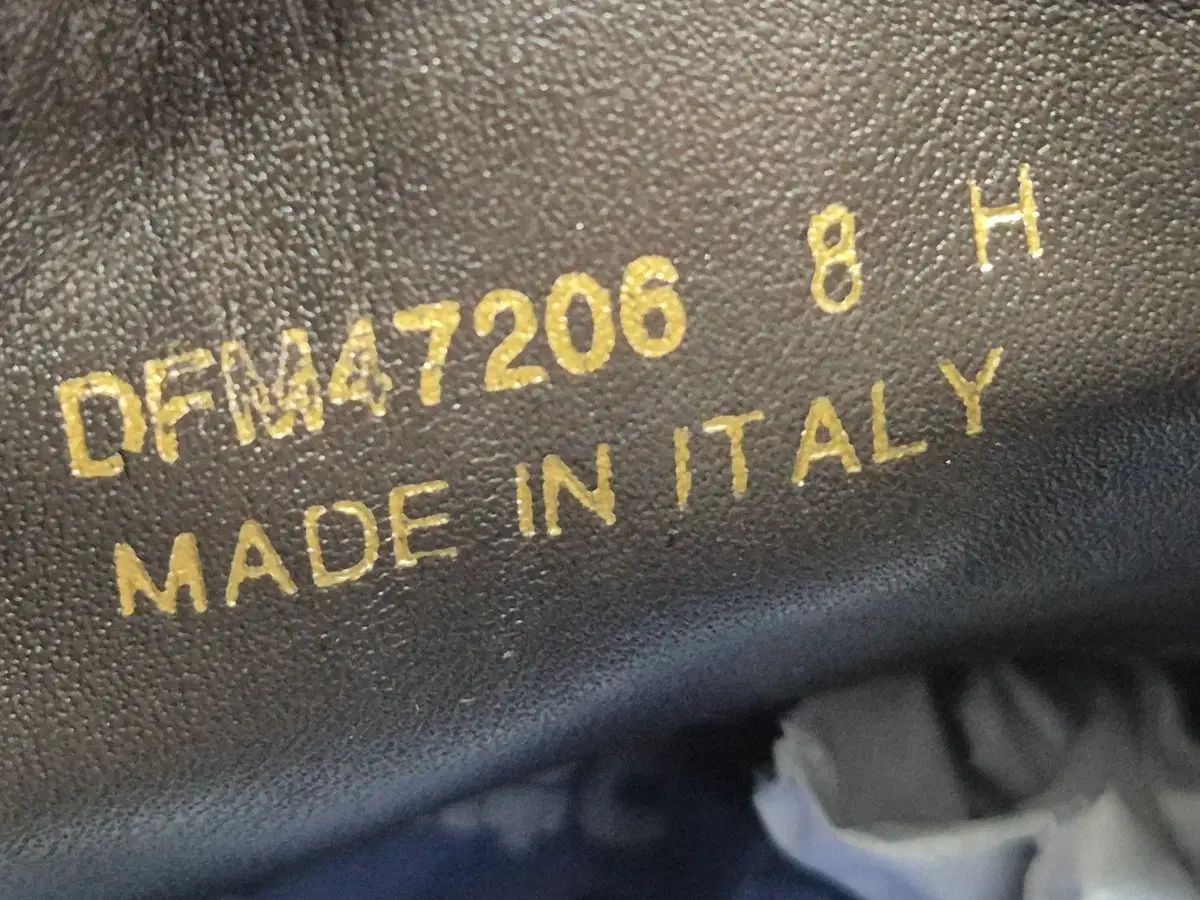 DFM47206 8 H
MADE IN ITALY